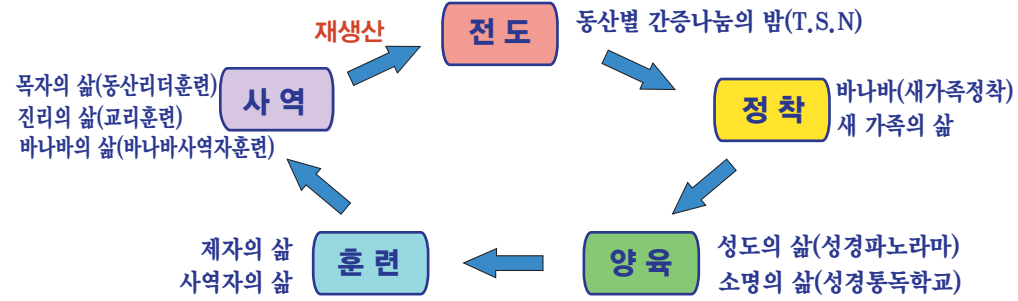 재생산
전 도
동산별 간증나눔의 밤(T.S.N)
목자의 삶(동산리더훈련)
진리의 삶(교리훈련)
바나바의 삶(바나바사역자훈련)
사 역
정 착
바나바(새가족정착)
새 가족의 삶
제자의 삶
사역자의 삶
훈 련
양 육
성도의 삶(성경파노라마)
소명의 삶(성경통독학교)